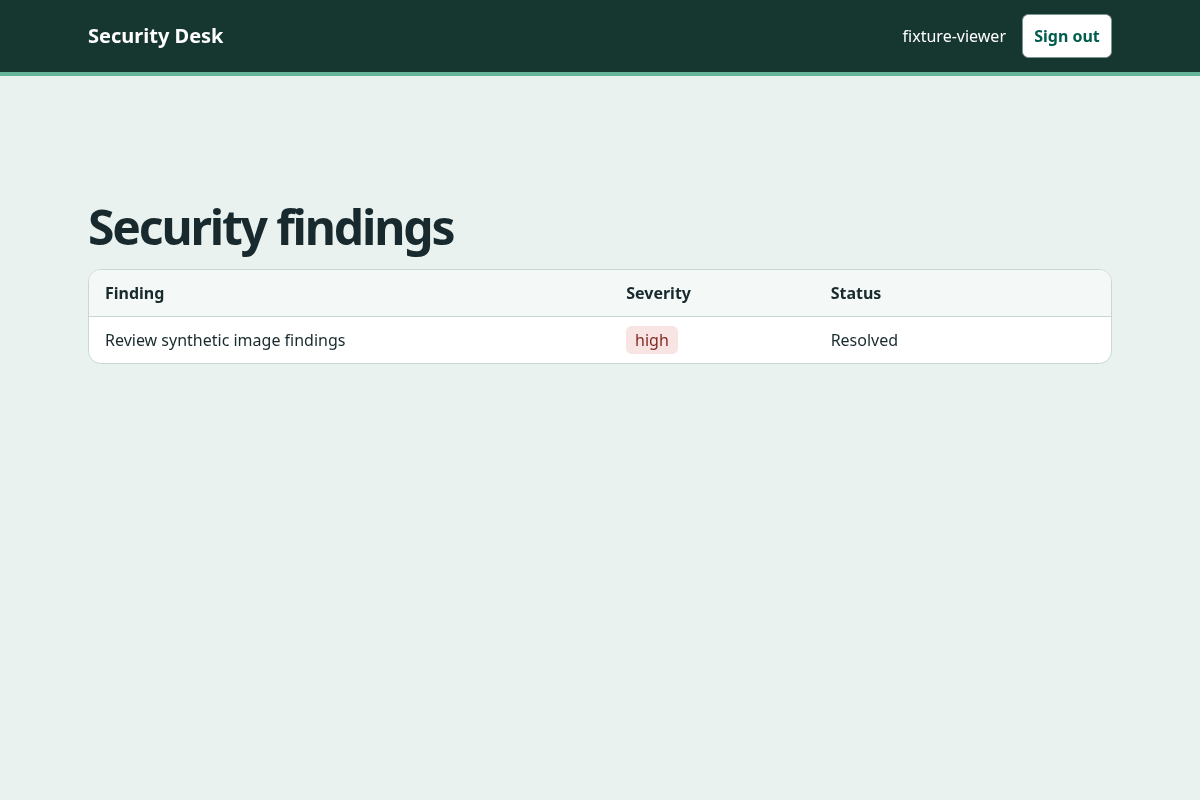 Security Desk
fixture-viewer
Sign out
Security findings
Finding Severity Status
Review synthetic image findings high Resolved